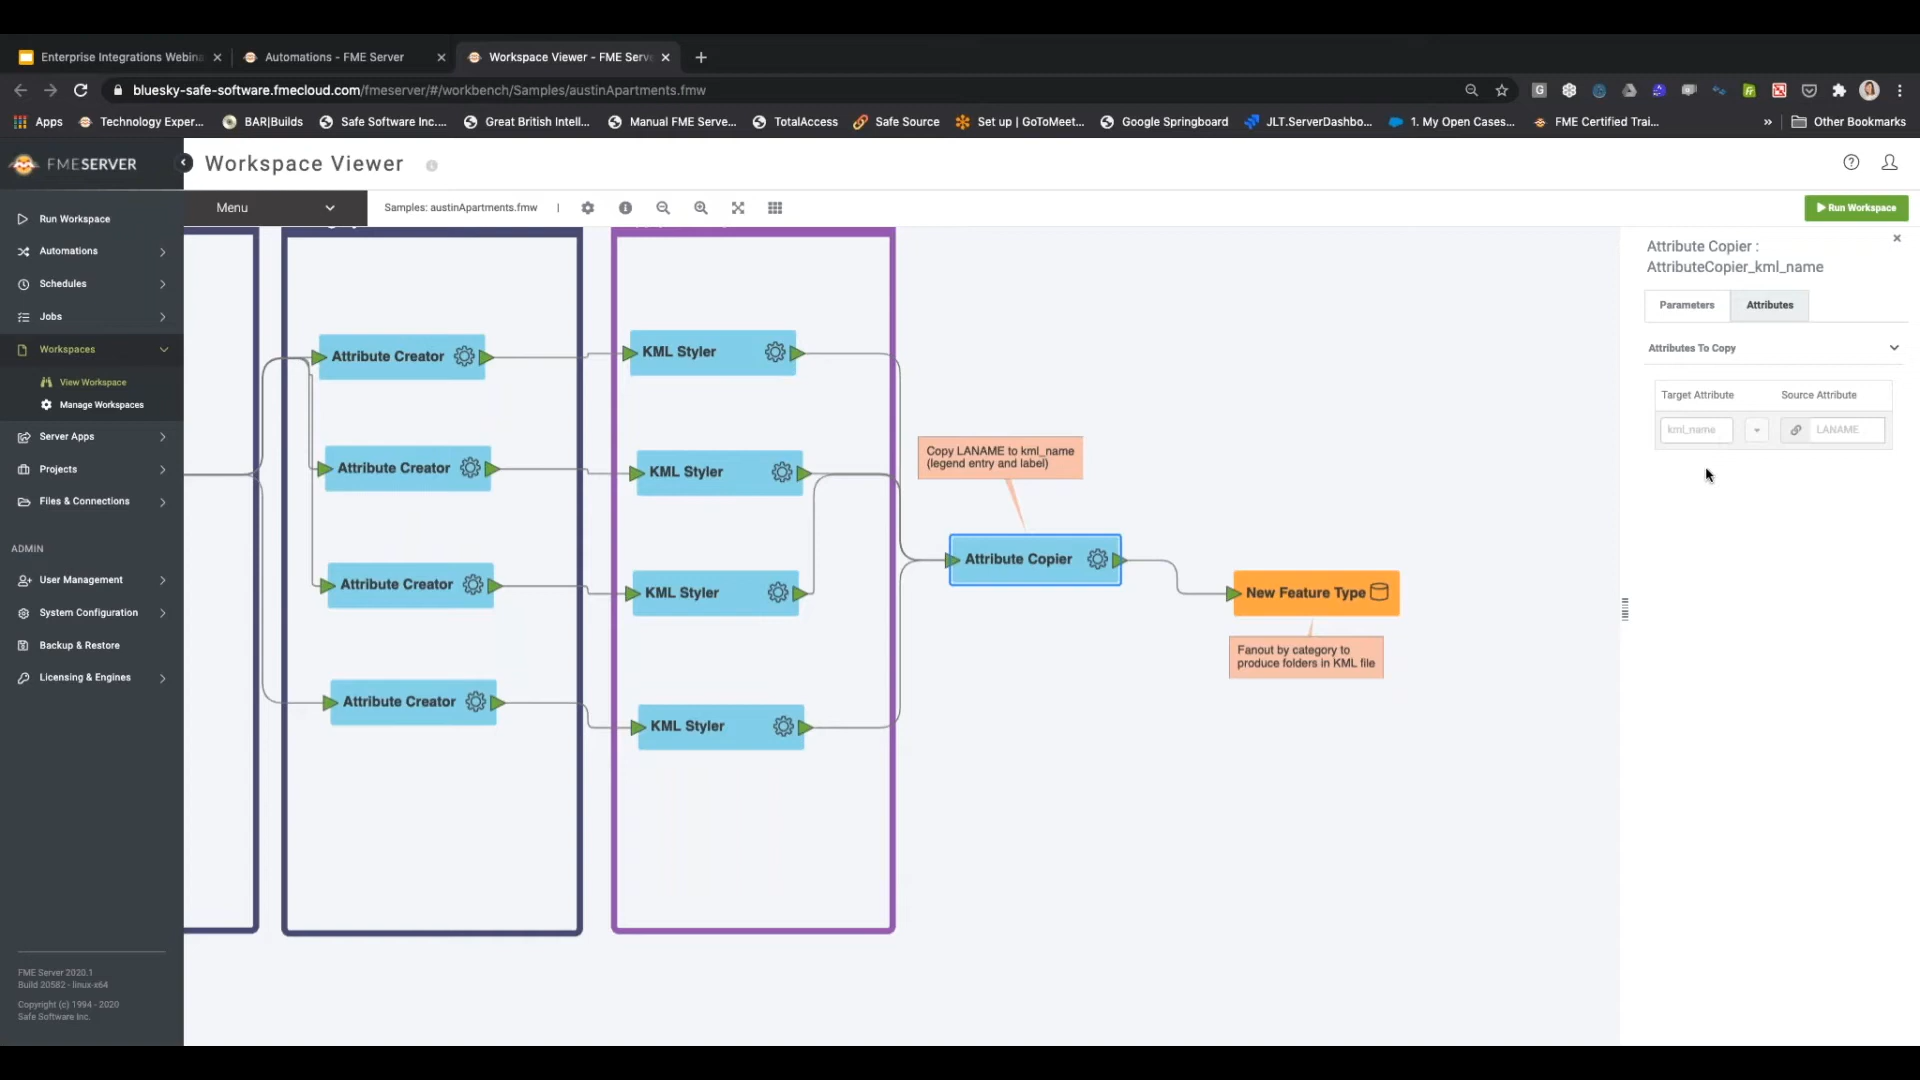 Enterprise Integrations Webina
Automations - FME Server
Workspace Viewer - FME Serv
bluesky-safe-software.fmecloud.com/fmeserver/#/workbench/Samples/austinApartments.fmw
Apps
Technology Exper...
BAR|Builds
Safe Software Inc....
Great British Intell...
Manual FME Serve...
TotalAccess
Safe Source
Set up | GoToMeet...
Google Springboard
JLT.ServerDashbo...
1. My Open Cases...
FME Certified Trai...
Other Bookmarks
FMESERVER
Workspace Viewer
Menu
Samples: austinApartments.fmw
Run Workspace
Run Workspace
Automations
Schedules
Jobs
Workspaces
View Workspace
Manage Workspaces
Server Apps
Projects
Files & Connections
ADMIN
User Management
System Configuration
Backup & Restore
Licensing & Engines
FME Server 2020.1
Build 20582 - linux-x64
Copyright (c) 1994 - 2020
Safe Software Inc.
Attribute Creator
Attribute Creator
Attribute Creator
Attribute Creator
KML Styler
KML Styler
KML Styler
KML Styler
Copy LANAME to kml_name
(legend entry and label)
Attribute Copier
New Feature Type
Fanout by category to
produce folders in KML file
Attribute Copier :
AttributeCopier_kml_name
Parameters
Attributes
Attributes To Copy
Target Attribute
Source Attribute
kml_name
LANAME